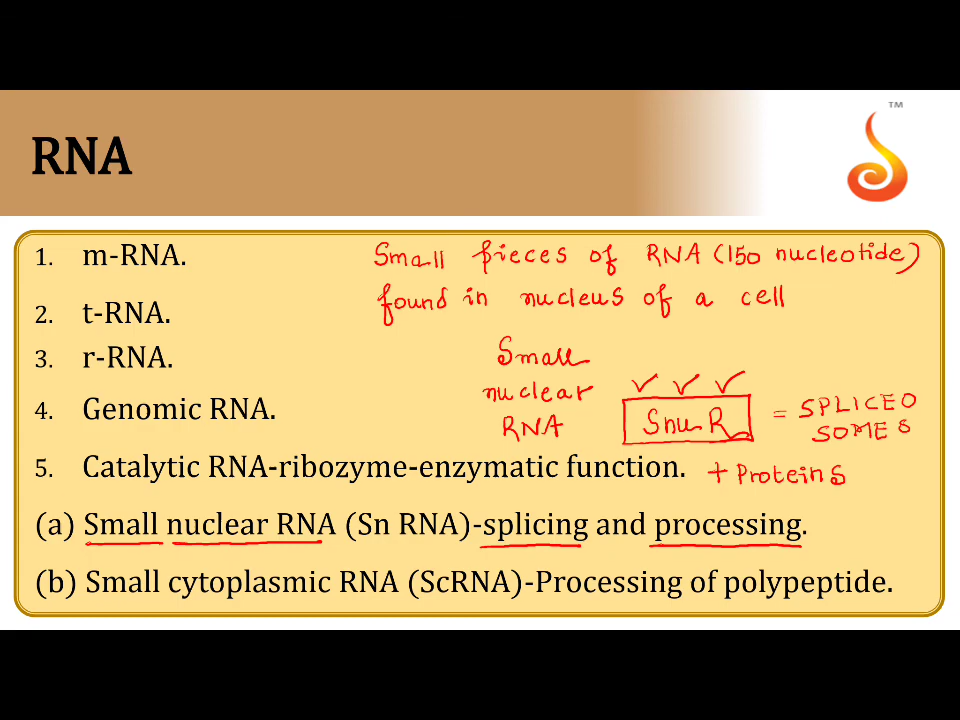 TM
RNA
1. m-RNA.
Small pieces of RNA (150 nucleotide)
found in nucleus of a cell
2. t-RNA.
3. r-RNA.
Small
nuclear
RNA
4. Genomic RNA.
= SPLICEO
SOMES
5. Catalytic RNA-ribozyme-enzymatic function.
+ Proteins
(a) Small nuclear RNA (Sn RNA)-splicing and processing.
(b) Small cytoplasmic RNA (ScRNA)-Processing of polypeptide.